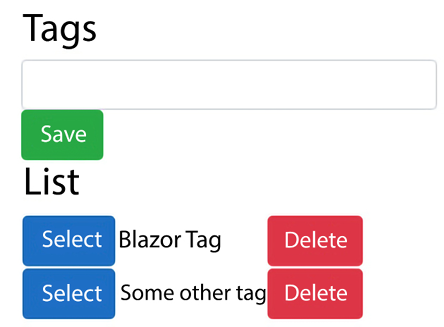 Tags
Save
List
Select Blazor Tag Delete
Select Some other tag Delete